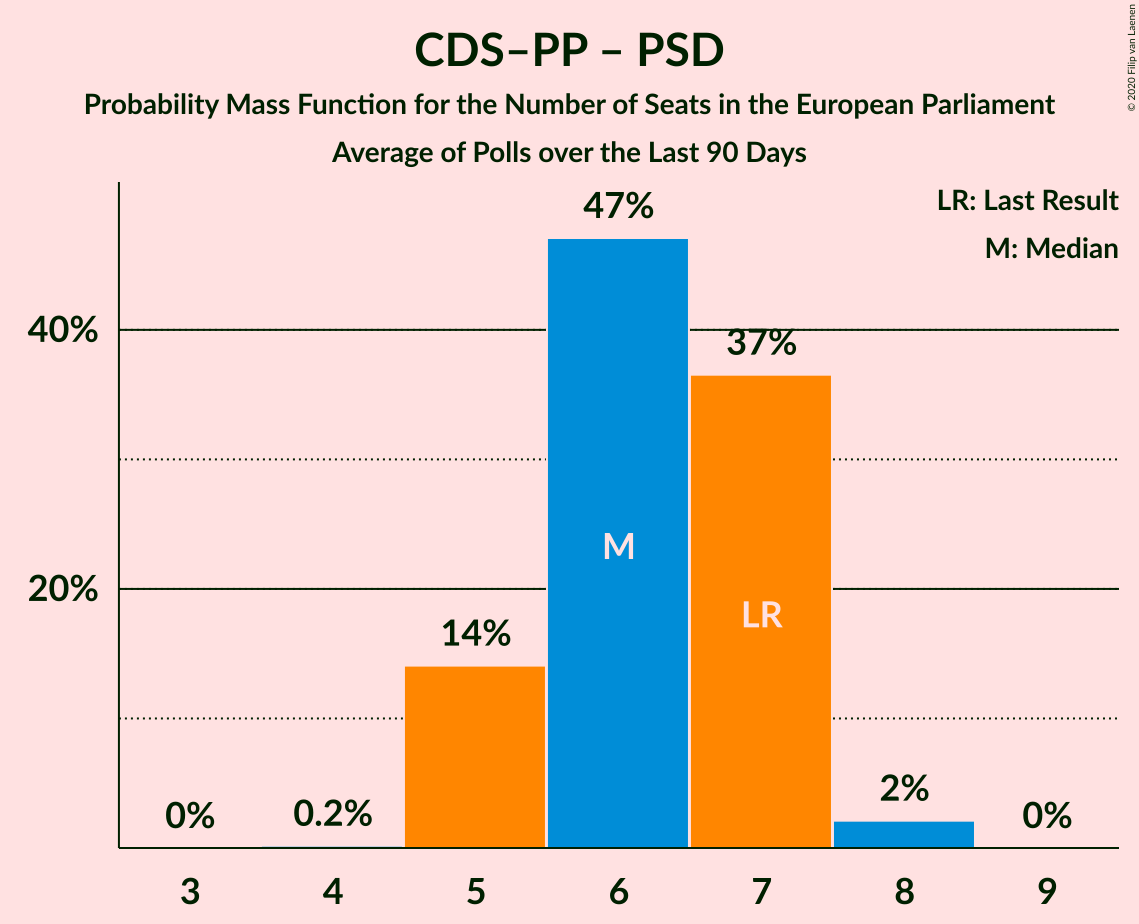 CDS–PP – PSD
Probability Mass Function for the Number of Seats in the European Parliament
Average of Polls over the Last 90 Days
© 2020 Filip van Laenen
LR: Last Result
M: Median
47%
40%
37%
M
20%
LR
14%
0%
0.2%
2%
0%
3
4
5
6
7
8
9